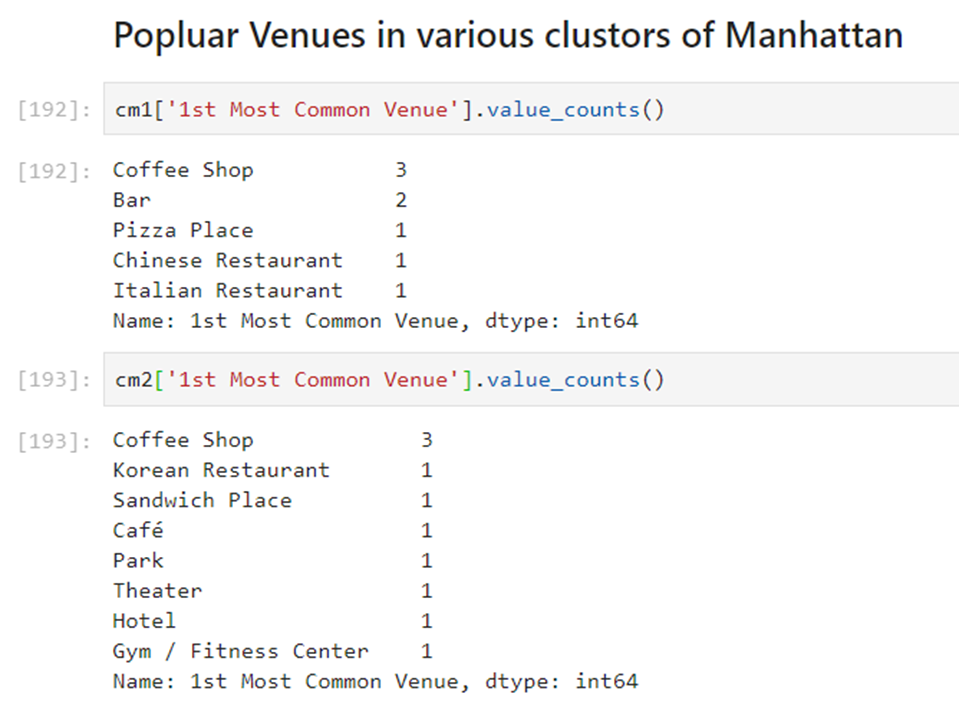 Popluar Venues in various clustors of Manhattan
[192]: cm1['1st Most Common Venue'].value_counts()
[192]: Coffee Shop 3
Bar 2
Pizza Place 1
Chinese Restaurant 1
Italian Restaurant 1
Name: 1st Most Common Venue, dtype: int64
[193]: cm2['1st Most Common Venue'].value_counts()
[193]: Coffee Shop 3
Korean Restaurant 1
Sandwich Place 1
Café 1
Park 1
Theater 1
Hotel 1
Gym / Fitness Center 1
Name: 1st Most Common Venue, dtype: int64